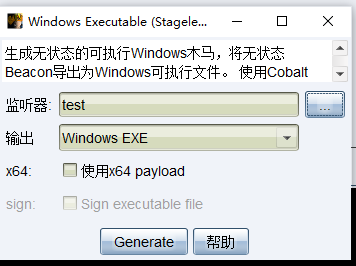 Windows Executable (Stagele...
生成无状态的可执行Windows木马，将无状态
Beacon导出为Windows可执行文件。 使用Cobalt
监听器: test ...
输出 Windows EXE
x64: 使用x64 payload
sign: Sign executable file
Generate 帮助